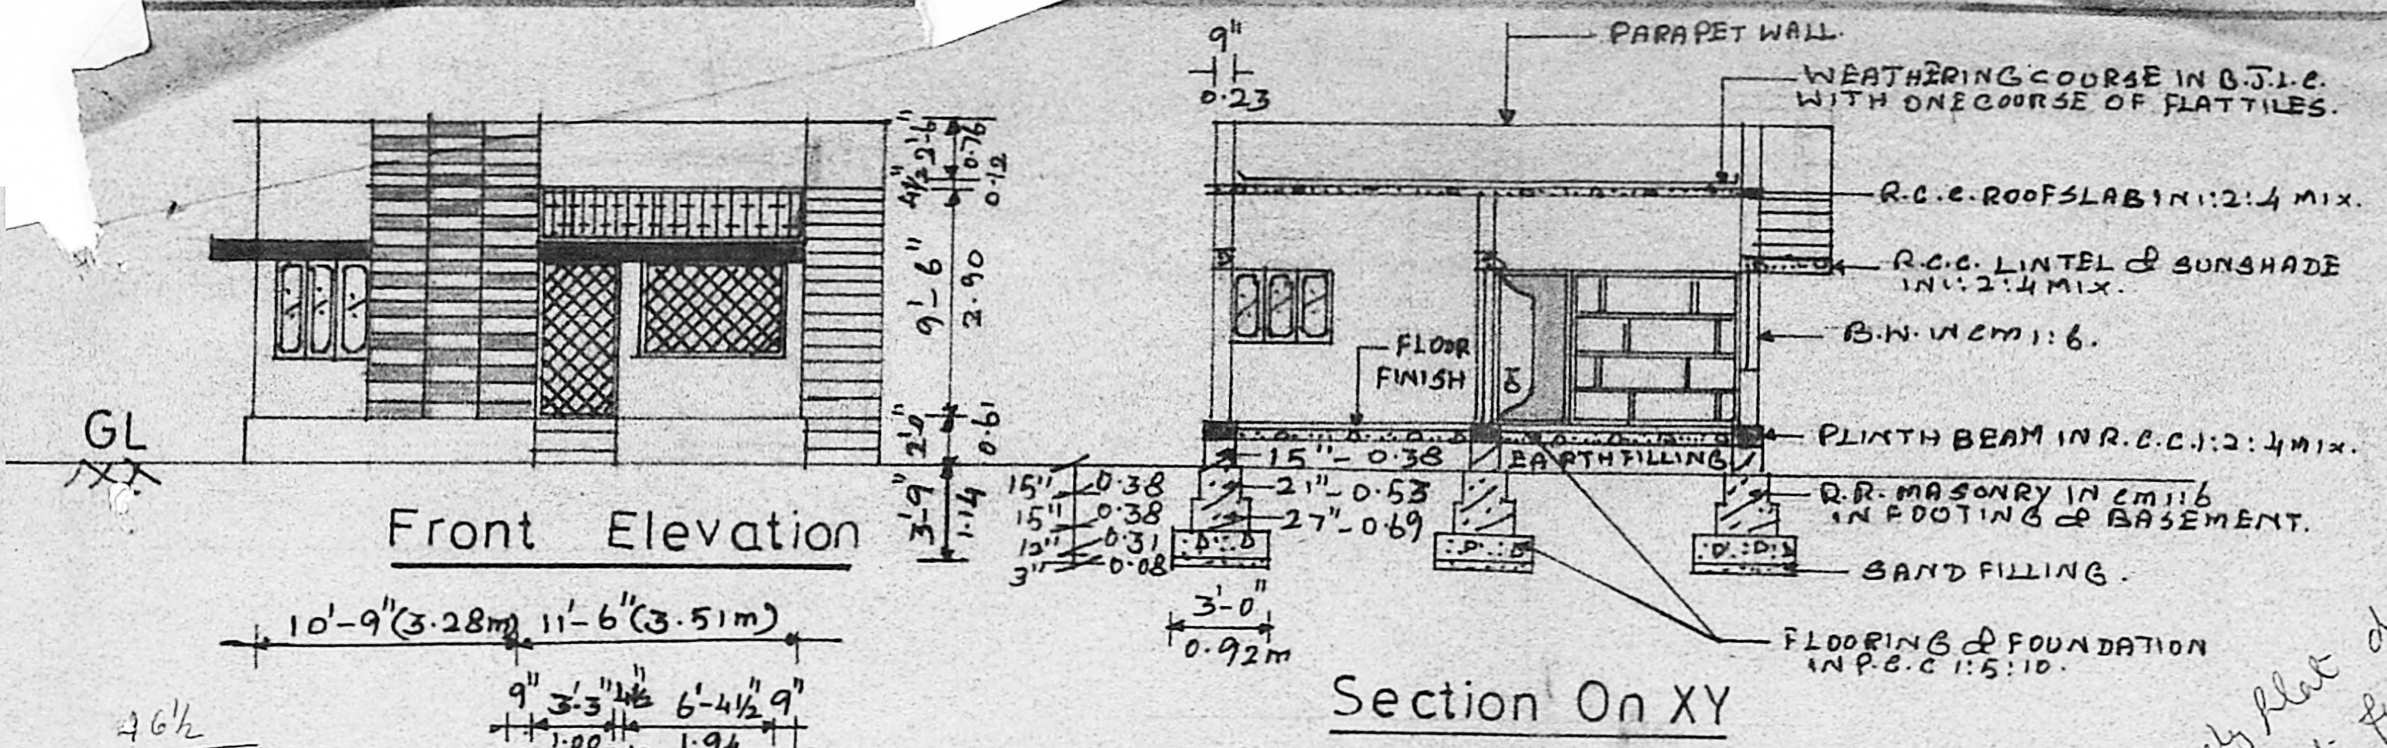 9"
0.23
PARAPET WALL.
WEATHERING COURSE IN B.J.L.C.
WITH ONE COURSE OF FLAT TILES.
2'-6"
0.76
4½"
0.12
R.C.C. ROOF SLAB IN 1:2:4 MIX.
9'-6"
2.90
R.C.C. LINTEL & SUNSHADE
IN 1:2:4 MIX.
B.W. IN CM 1:6.
FLOOR
FINISH
GL
2'-0"
0.61
PLINTH BEAM IN R.C.C. 1:2:4 MIX.
15"-0.38
EARTH FILLING
3'-9"
1.14
15" 0.38
15" 0.38
12" 0.31
3" 0.08
21"-0.53
27"-0.69
R.R. MASONRY IN CM 1:6
IN FOOTING & BASEMENT.
SAND FILLING.
Front Elevation
3'-0"
0.92m
10'-9"(3.28m) 11'-6"(3.51m)
FLOORING & FOUNDATION
IN P.C.C 1:5:10.
9" 3'-3" 4½" 6'-4½" 9"
1.00 1.94
Section On XY
flat